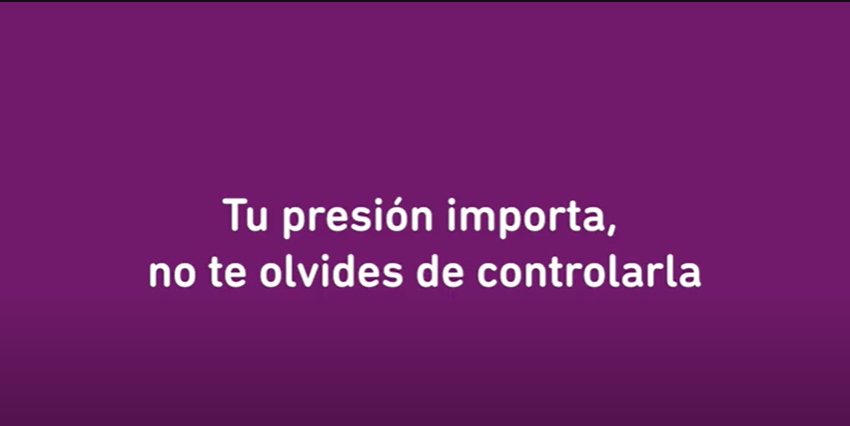 Tu presión importa,
no te olvides de controlarla